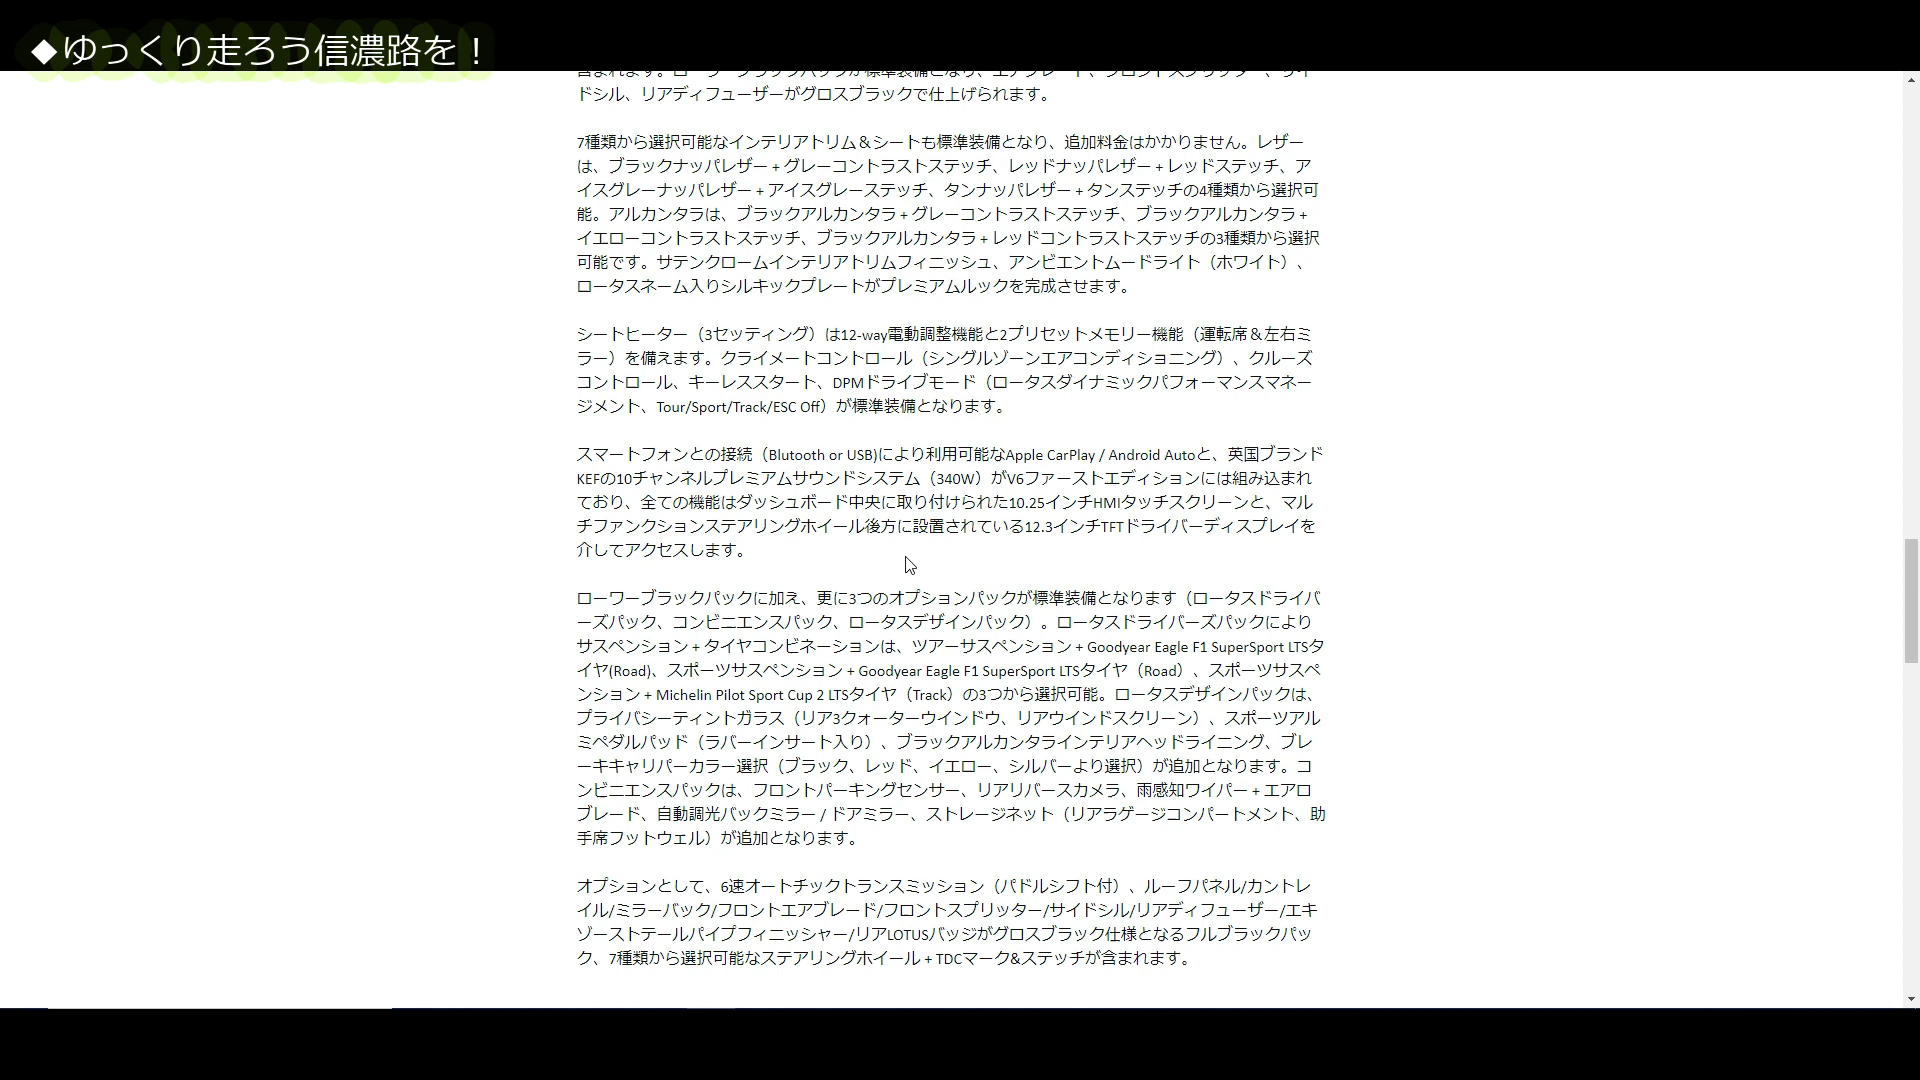 ◆ゆっくり走ろう信濃路を！
ドシル、リアディフューザーがグロスブラックで仕上げられます。
7種類から選択可能なインテリアトリム＆シートも標準装備となり、追加料金はかかりません。レザー
は、ブラックナッパレザー + グレーコントラストステッチ、レッドナッパレザー + レッドステッチ、ア
イスグレーナッパレザー + アイスグレーステッチ、タンナッパレザー + タンステッチの4種類から選択可
能。アルカンタラは、ブラックアルカンタラ + グレーコントラストステッチ、ブラックアルカンタラ +
イエローコントラストステッチ、ブラックアルカンタラ + レッドコントラストステッチの3種類から選択
可能です。サテンクロームインテリアトリムフィニッシュ、アンビエントムードライト（ホワイト）、
ロータスネーム入りシルキックプレートがプレミアムルックを完成させます。
シートヒーター（3セッティング）は12-way電動調整機能と2プリセットメモリー機能（運転席＆左右ミ
ラー）を備えます。クライメートコントロール（シングルゾーンエアコンディショニング）、クルーズ
コントロール、キーレススタート、DPMドライブモード（ロータスダイナミックパフォーマンスマネー
ジメント、Tour/Sport/Track/ESC Off）が標準装備となります。
スマートフォンとの接続（Blutooth or USB)により利用可能なApple CarPlay / Android Autoと、英国ブランド
KEFの10チャンネルプレミアムサウンドシステム（340W）がV6ファーストエディションには組み込まれ
ており、全ての機能はダッシュボード中央に取り付けられた10.25インチHMIタッチスクリーンと、マル
チファンクションステアリングホイール後方に設置されている12.3インチTFTドライバーディスプレイを
介してアクセスします。
ローワーブラックパックに加え、更に3つのオプションパックが標準装備となります（ロータスドライバ
ーズパック、コンビニエンスパック、ロータスデザインパック）。ロータスドライバーズパックにより
サスペンション + タイヤコンビネーションは、ツアーサスペンション + Goodyear Eagle F1 SuperSport LTSタ
イヤ(Road)、スポーツサスペンション + Goodyear Eagle F1 SuperSport LTSタイヤ（Road）、スポーツサスペ
ンション + Michelin Pilot Sport Cup 2 LTSタイヤ（Track）の3つから選択可能。ロータスデザインパックは、
プライバシーティントガラス（リア3クォーターウインドウ、リアウインドスクリーン）、スポーツアル
ミペダルパッド（ラバーインサート入り）、ブラックアルカンタラインテリアヘッドライニング、ブレ
ーキキャリパーカラー選択（ブラック、レッド、イエロー、シルバーより選択）が追加となります。コ
ンビニエンスパックは、フロントパーキングセンサー、リアリバースカメラ、雨感知ワイパー + エアロ
ブレード、自動調光バックミラー / ドアミラー、ストレージネット（リアラゲージコンパートメント、助
手席フットウェル）が追加となります。
オプションとして、6速オートチックトランスミッション（パドルシフト付）、ルーフパネル/カントレ
イル/ミラーバック/フロントエアブレード/フロントスプリッター/サイドシル/リアディフューザー/エキ
ゾーストテールパイプフィニッシャー/リアLOTUSバッジがグロスブラック仕様となるフルブラックパッ
ク、7種類から選択可能なステアリングホイール + TDCマーク&ステッチが含まれます。